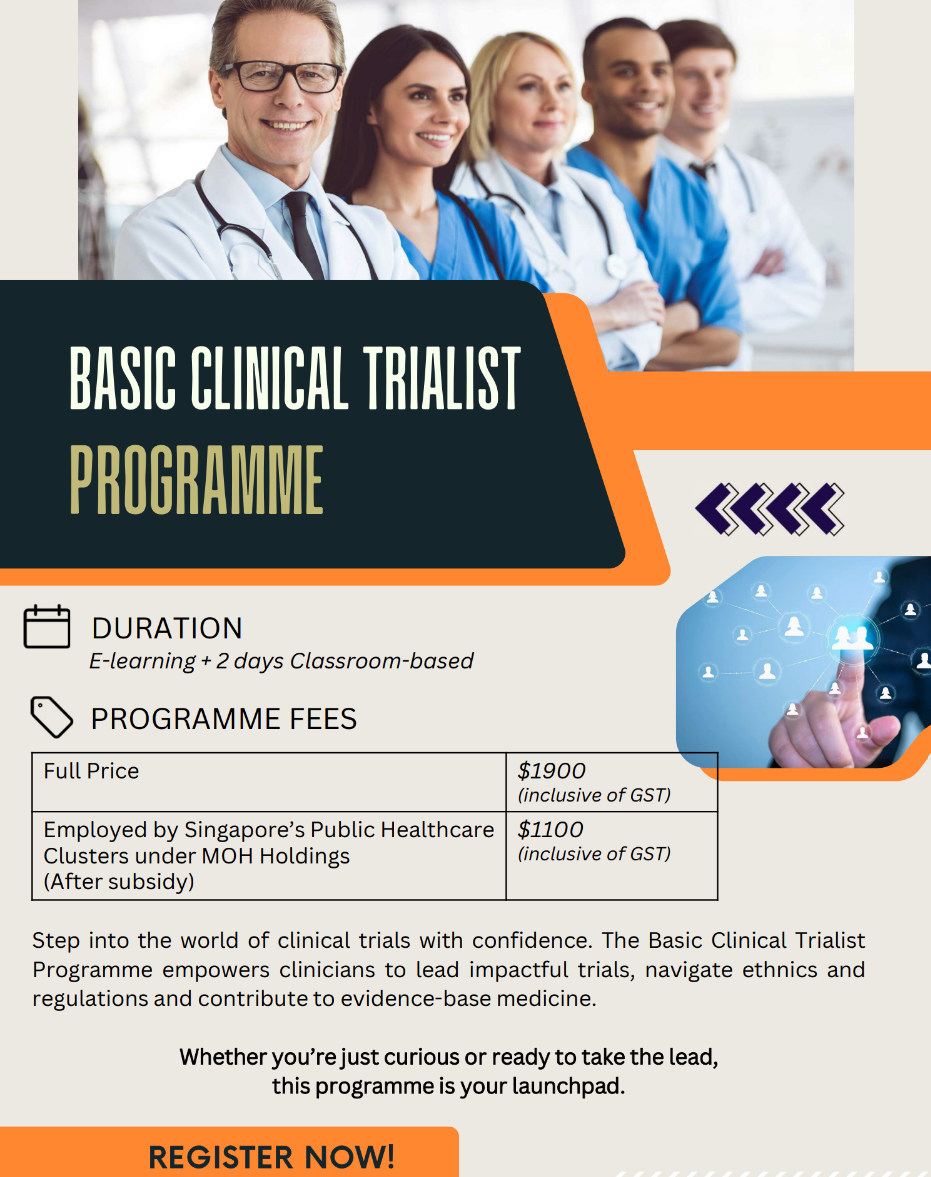 BASIC CLINICAL TRIALIST
PROGRAMME
DURATION
E-learning + 2 days Classroom-based
PROGRAMME FEES
Full Price
$1900
(inclusive of GST)
Employed by Singapore's Public Healthcare
Clusters under MOH Holdings
(After subsidy)
$1100
(inclusive of GST)
Step into the world of clinical trials with confidence. The Basic Clinical Trialist
Programme empowers clinicians to lead impactful trials, navigate ethnics and
regulations and contribute to evidence-base medicine.
Whether you're just curious or ready to take the lead,
this programme is your launchpad.
REGISTER NOW!